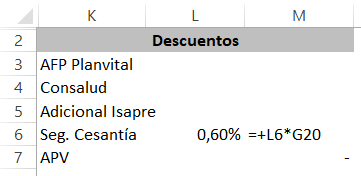 K L M
2 Descuentos
3 AFP Planvital
4 Consalud
5 Adicional Isapre
6 Seg. Cesantía 0,60% =+L6*G20
7 APV -